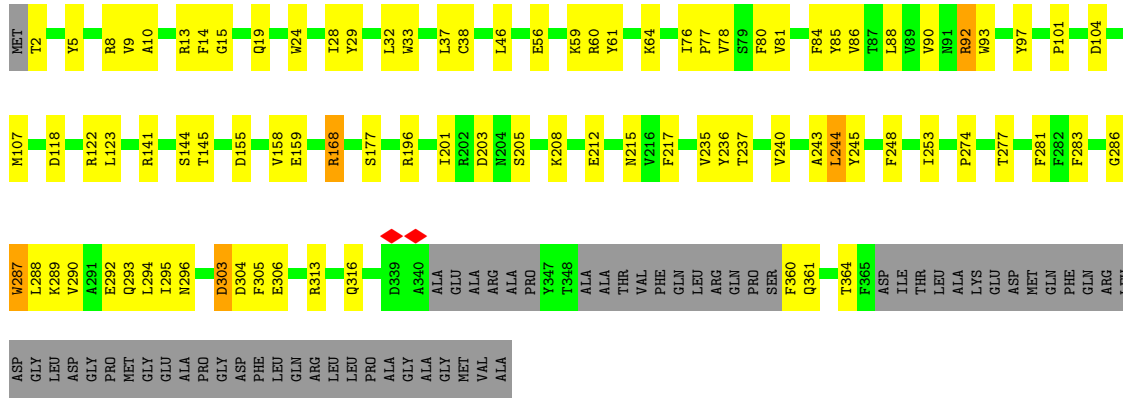 MET T2 Y5 R8 V9 A10 R13 F14 G15 Q19 W24 I28 Y29 L32 W33 L37 C38 L46 E56 K59 R60 Y61 K64 I76 P77 V78 S79 F80 V81 F84 Y85 V86 T87 L88 V89 V90 N91 R92 W93 Y97 P101 D104
M107 D118 R122 L123 R141 S144 T145 D155 V158 E159 R168 S177 R196 I201 R202 D203 N204 S205 K208 E212 N215 V216 F217 V235 Y236 T237 V240 A243 L244 Y245 F248 I253 P274 T277 F281 F282 F283 G286
W287 L288 K289 V290 A291 E292 Q293 L294 I295 N296 D303 D304 F305 E306 R313 Q316 D339 A340 ALA GLU ALA ARG ALA PRO Y347 T348 ALA ALA THR VAL PHE GLN LEU ARG GLN PRO SER F360 Q361 T364 F365 ASP ILE THR LEU ALA LYS GLU ASP MET GLN PHE GLN ARG LEU
ASP GLY LEU ASP GLY PRO MET GLY GLU ALA PRO GLY ASP PHE LEU GLN ARG LEU LEU PRO ALA GLY ALA GLY MET VAL ALA